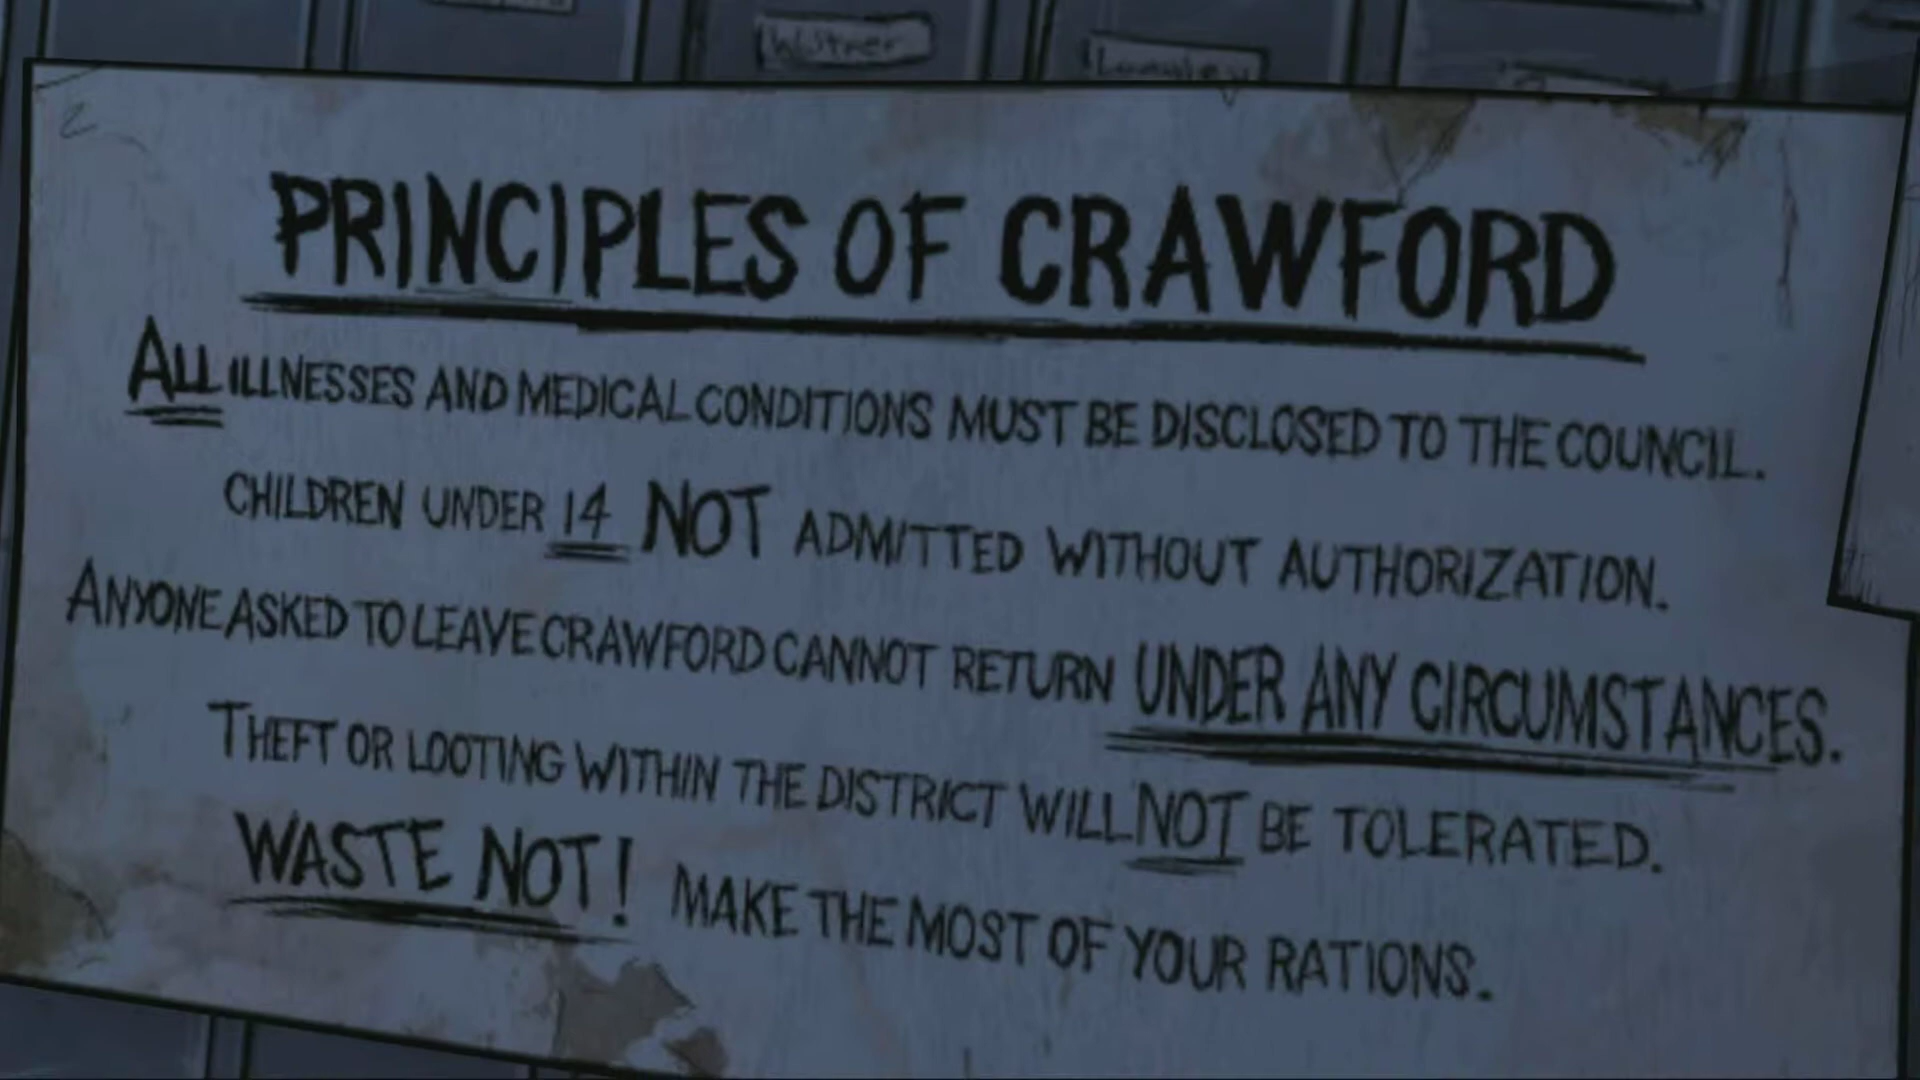 Wistner
PRINCIPLES OF CRAWFORD
ALL ILLNESSES AND MEDICAL CONDITIONS MUST BE DISCLOSED TO THE COUNCIL.
CHILDREN UNDER 14 NOT ADMITTED WITHOUT AUTHORIZATION.
ANYONE ASKED TO LEAVE CRAWFORD CANNOT RETURN UNDER ANY CIRCUMSTANCES.
THEFT OR LOOTING WITHIN THE DISTRICT WILL NOT BE TOLERATED.
WASTE NOT! MAKE THE MOST OF YOUR RATIONS.